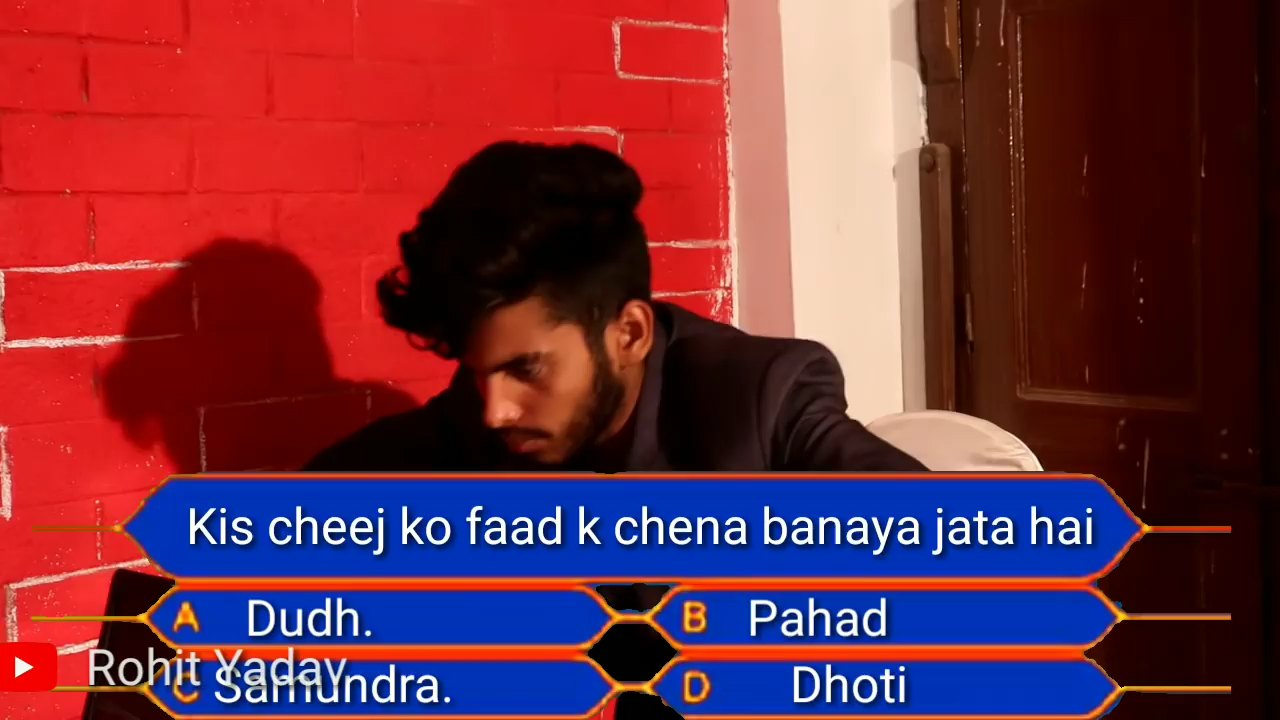 Kis cheej ko faad k chena banaya jata hai
A Dudh.
B Pahad
Rohit Yadav
C Samundra.
D Dhoti